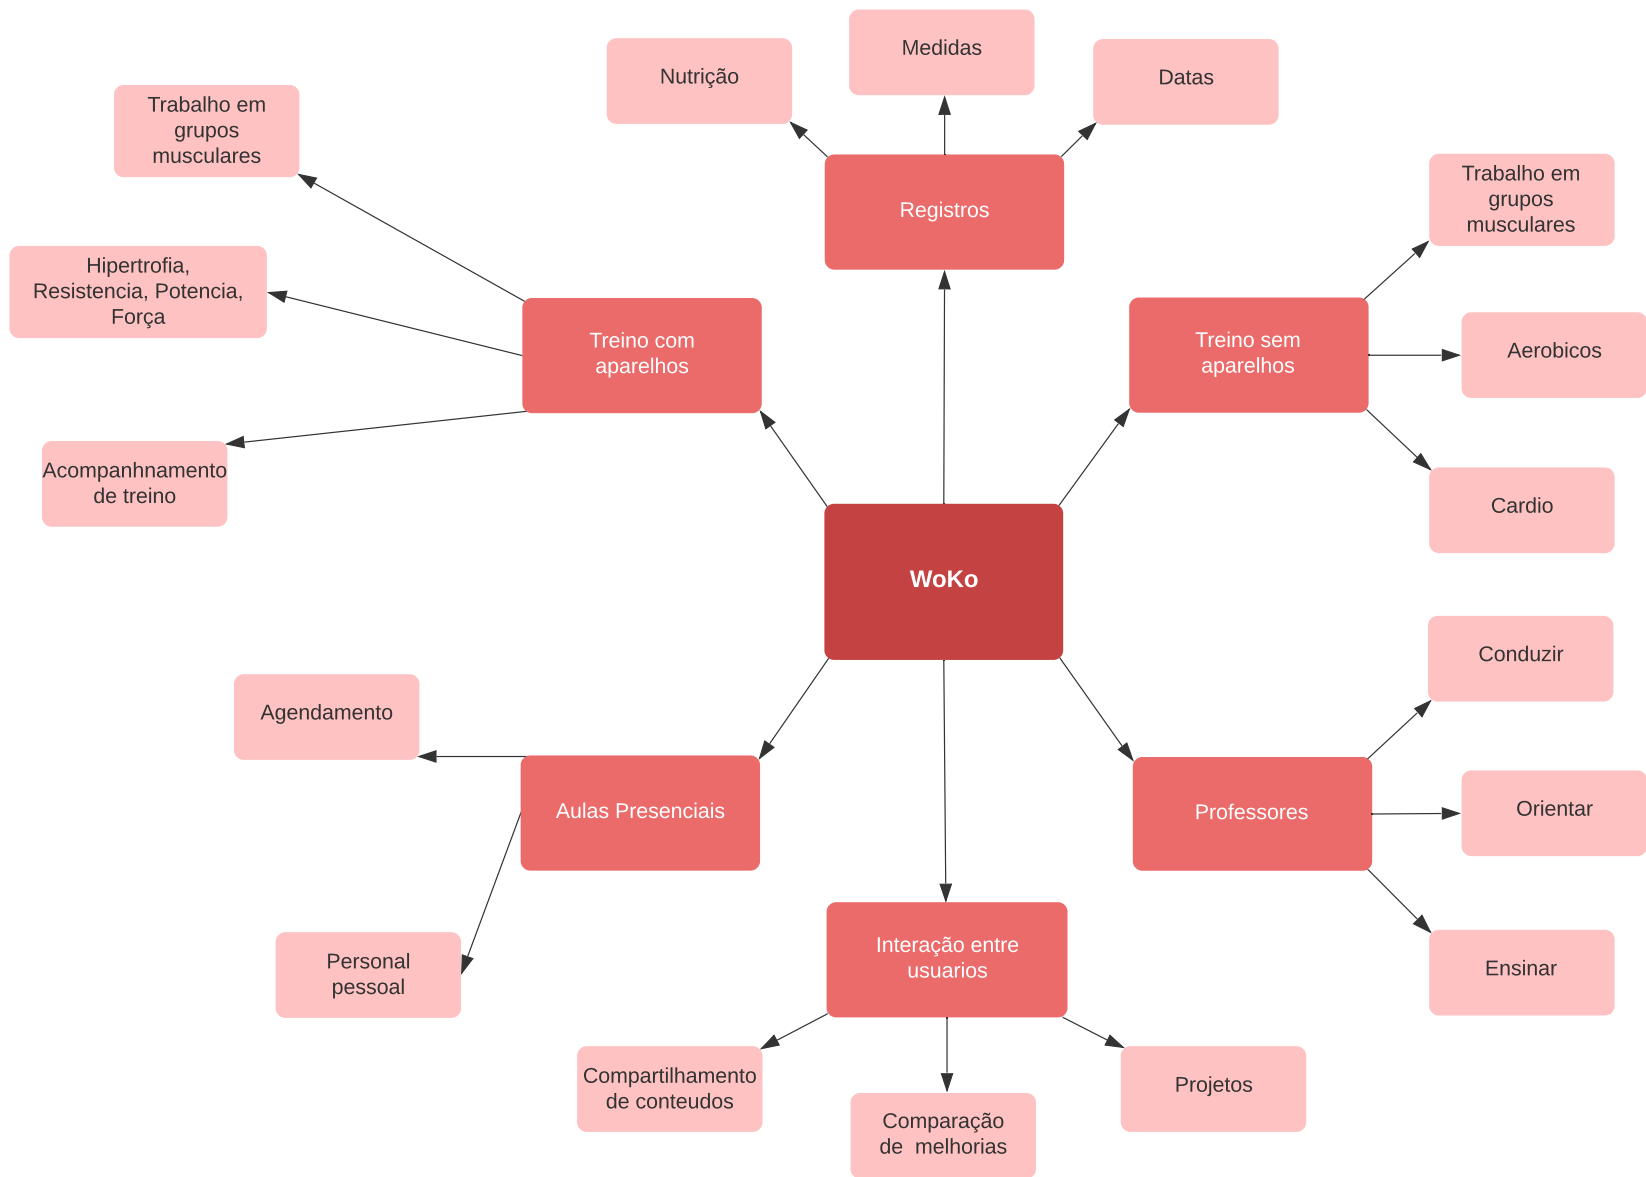 Medidas
Nutrição
Datas
Trabalho em
grupos
musculares
Registros
Trabalho em
grupos
musculares
Hipertrofia,
Resistencia, Potencia,
Força
Treino com
aparelhos
Treino sem
aparelhos
Aerobicos
Acompanhnamento
de treino
Cardio
WoKo
Conduzir
Agendamento
Aulas Presenciais
Professores
Orientar
Personal
pessoal
Interação entre
usuarios
Ensinar
Compartilhamento
de conteudos
Comparação
de  melhorias
Projetos